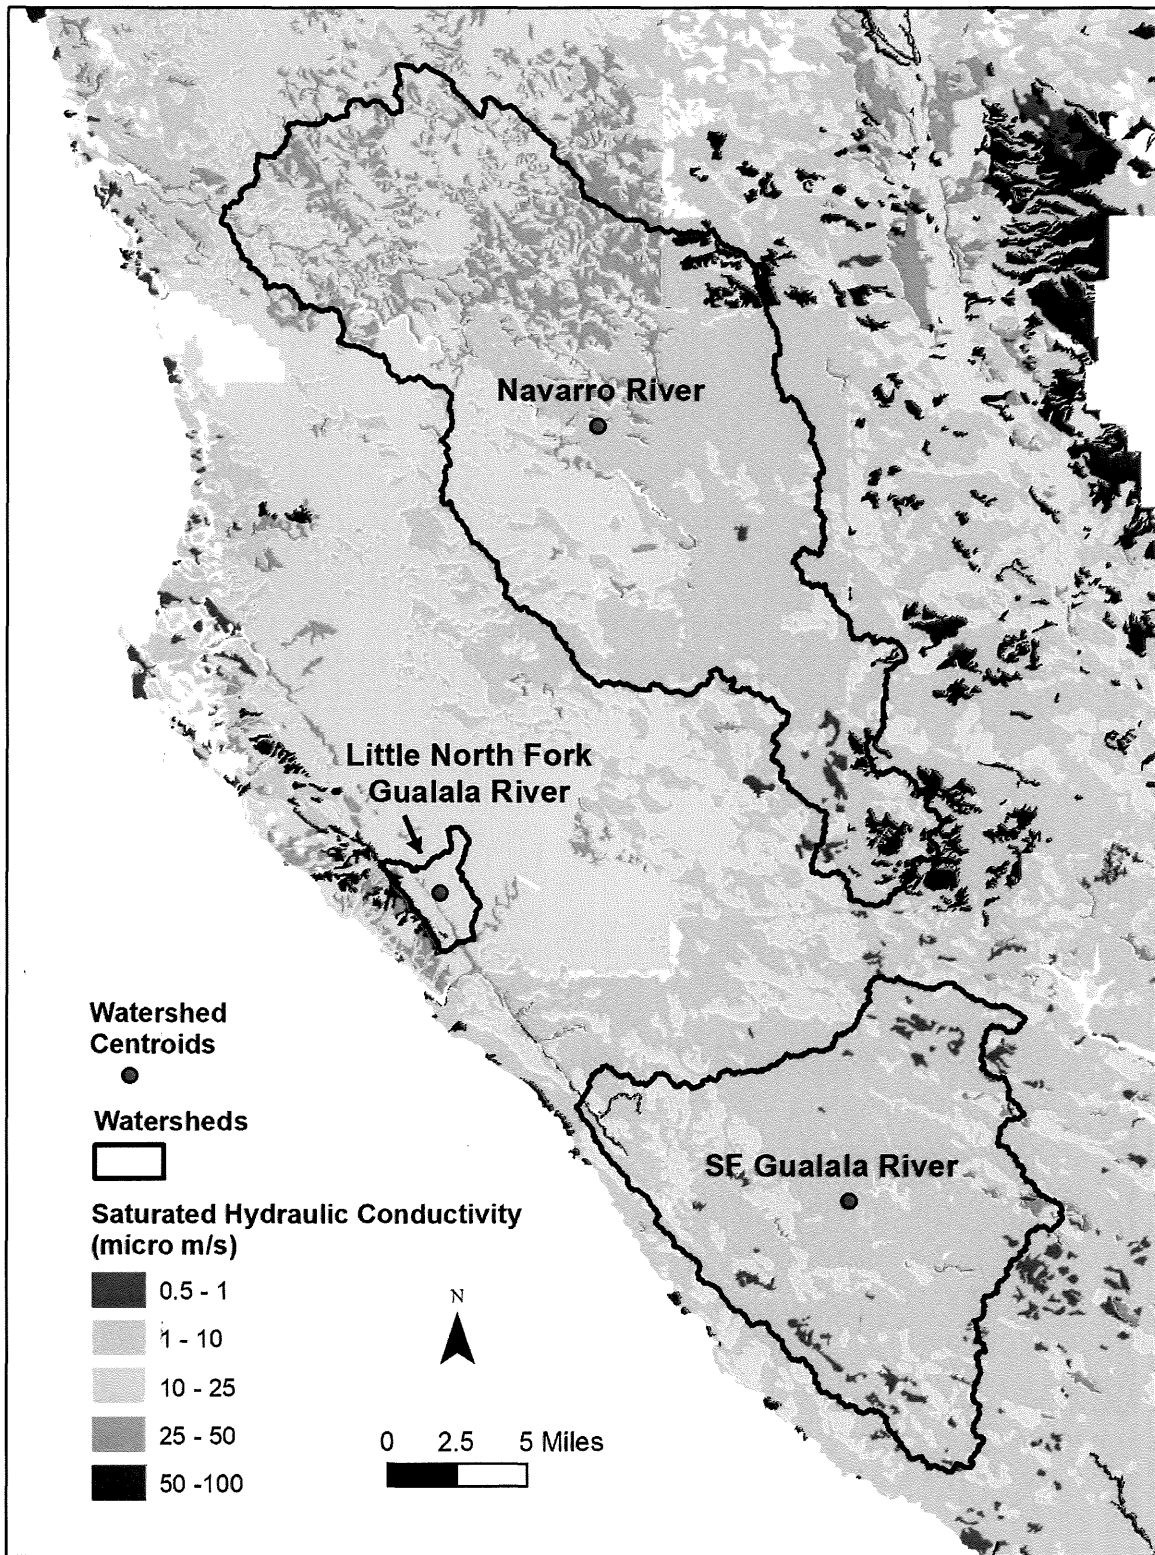 Navarro River
Little North Fork
Gualala River
Watershed
Centroids
Watersheds
SF Gualala River
Saturated Hydraulic Conductivity
(micro m/s)
0.5 - 1
1 - 10
10 - 25
25 - 50
50 -100
N
0 2.5 5 Miles